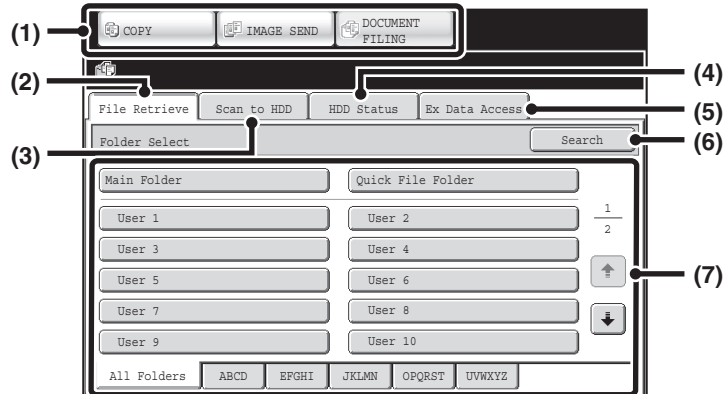 (1) COPY IMAGE SEND DOCUMENT FILING
(2) (4)
File Retrieve Scan to HDD HDD Status Ex Data Access (5)
(3) Folder Select Search (6)
Main Folder Quick File Folder
User 1 User 2 1
2
User 3 User 4
User 5 User 6 (7)
User 7 User 8
User 9 User 10
All Folders ABCD EFGHI JKLMN OPQRST UVWXYZ